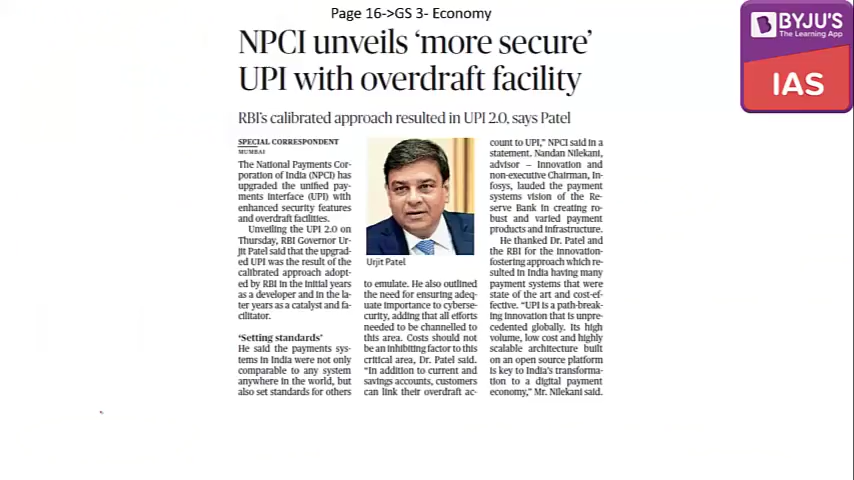 Page 16->GS 3- Economy
BYJU'S
The Learning App
IAS
NPCI unveils ‘more secure’
UPI with overdraft facility
RBI’s calibrated approach resulted in UPI 2.0, says Patel
SPECIAL CORRESPONDENT
MUMBAI
The National Payments Cor-
poration of India (NPCI) has
upgraded the unified pay-
ments interface (UPI) with
enhanced security features
and overdraft facilities.
Unveiling the UPI 2.0 on
Thursday, RBI Governor Ur-
jit Patel said that the upgrad-
ed UPI was the result of the
calibrated approach adopt-
ed by RBI in the initial years
as a developer and in the la-
ter years as a catalyst and fa-
cilitator.
‘Setting standards’
He said the payments sys-
tems in India were not only
comparable to any system
anywhere in the world, but
also set standards for others
Urjit Patel
to emulate. He also outlined
the need for ensuring adeq-
uate importance to cyberse-
curity, adding that all efforts
needed to be channelled to
this area. Costs should not
be an inhibiting factor to this
critical area, Dr. Patel said.
“In addition to current and
savings accounts, customers
can link their overdraft ac-
count to UPI,” NPCI said in a
statement. Nandan Nilekani,
advisor – Innovation and
non-executive Chairman, In-
fosys, lauded the payment
systems vision of the Re-
serve Bank in creating ro-
bust and varied payment
products and infrastructure.
He thanked Dr. Patel and
the RBI for the innovation-
fostering approach which re-
sulted in India having many
payment systems that were
state of the art and cost-ef-
fective. “UPI is a path-break-
ing innovation that is unpre-
cedented globally. Its high
volume, low cost and highly
scalable architecture built
on an open source platform
is key to India’s transforma-
tion to a digital payment
economy,” Mr. Nilekani said.